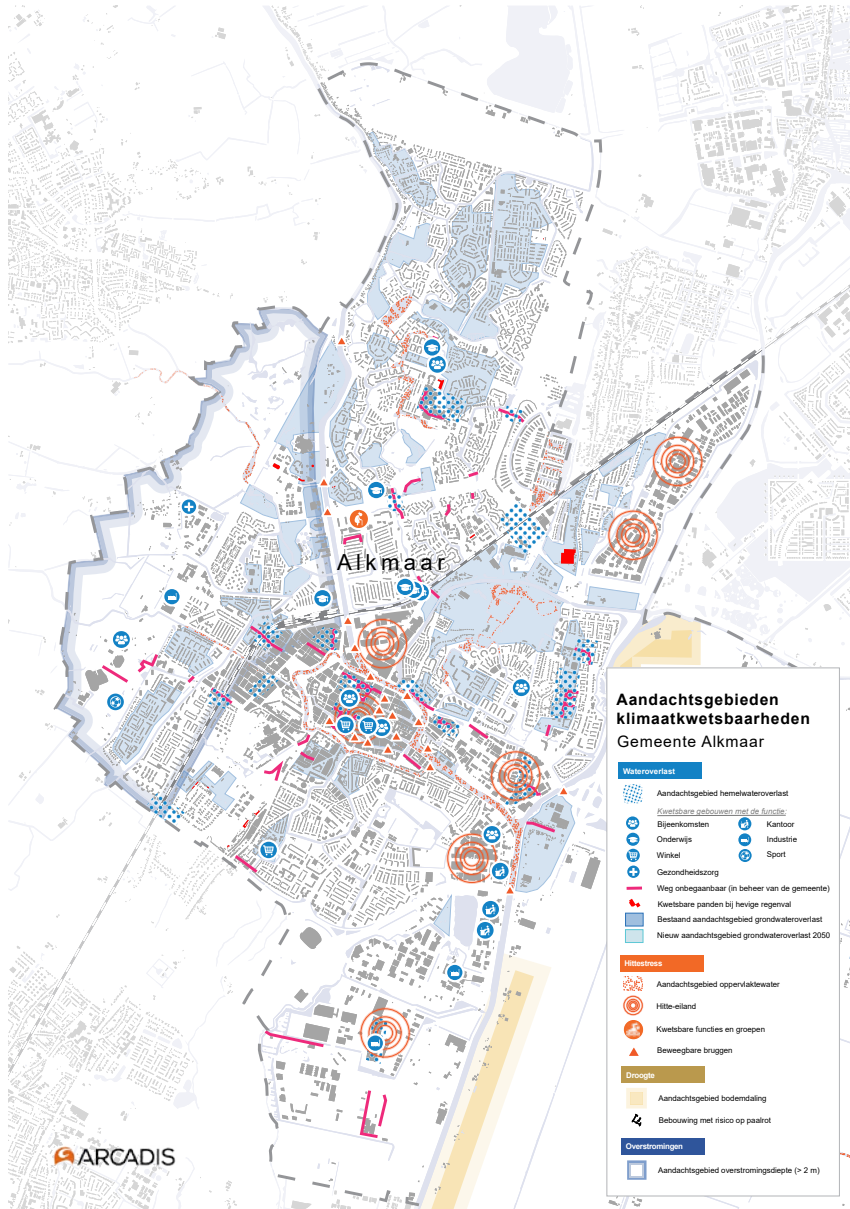 Alkmaar
Aandachtsgebieden
klimaatkwetsbaarheden
Gemeente Alkmaar
Wateroverlast
Aandachtsgebied hemelwateroverlast
Kwetsbare gebouwen met de functie:
Bijeenkomsten
Kantoor
Onderwijs
Industrie
Winkel
Sport
Gezondheidszorg
Weg onbegaanbaar (in beheer van de gemeente)
Kwetsbare panden bij hevige regenval
Bestaand aandachtsgebied grondwateroverlast
Nieuw aandachtsgebied grondwateroverlast 2050
Hittestress
Aandachtsgebied oppervlaktewater
Hitte-eiland
Kwetsbare functies en groepen
Beweegbare bruggen
Droogte
Aandachtsgebied bodemdaling
Bebouwing met risico op paalrot
Overstromingen
Aandachtsgebied overstromingsdiepte (> 2 m)
ARCADIS